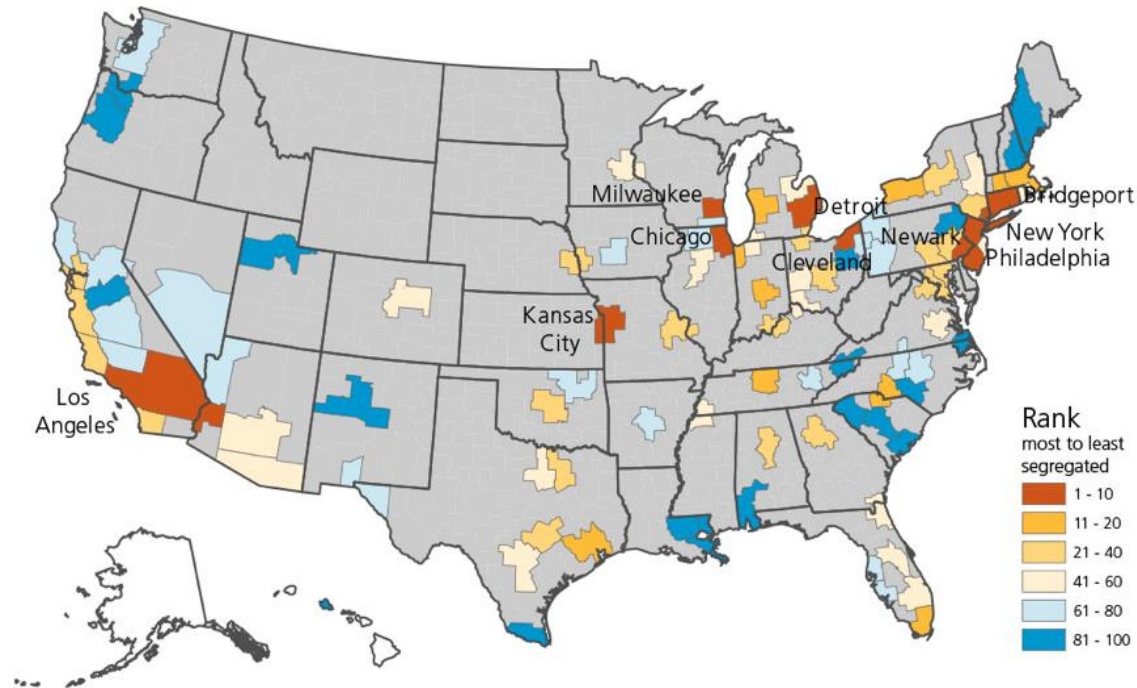 Milwaukee
Detroit
Bridgeport
Chicago
Cleveland
Newark
New York
Philadelphia
Kansas
City
Los
Angeles
Rank
most to least
segregated
1 - 10
11 - 20
21 - 40
41 - 60
61 - 80
81 - 100